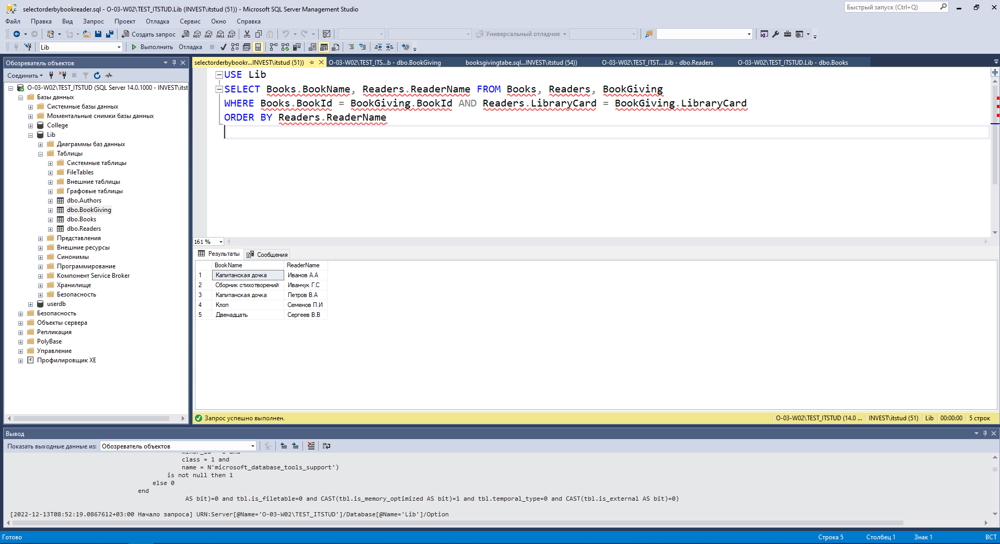 selectorderbybookreader.sql - O-03-W02\TEST_ITSTUD.Lib (INVEST\itstud (51)) - Microsoft SQL Server Management Studio
Быстрый запуск (Ctrl+Q)
Файл Правка Вид Запрос Проект Отладка Сервис Окно Справка
Создать запрос MDX DMX XMLA DAX Универсальный отладчик
Lib Выполнить Отладка
Обозреватель объектов
selectorderbybookr...INVEST\itstud (51)) O-03-W02\TEST_ITS...b - dbo.BookGiving booksgivingtabe.sql...INVEST\itstud (54)) O-03-W02\TEST_IT....Lib - dbo.Readers O-03-W02\TEST_ITSTUD.Lib - dbo.Books
Соединить
O-03-W02\TEST_ITSTUD (SQL Server 14.0.1000 - INVEST\itst
Базы данных
Системные базы данных
Моментальные снимки базы данных
College
Lib
Диаграммы баз данных
Таблицы
Системные таблицы
FileTables
Внешние таблицы
Графовые таблицы
dbo.Authors
dbo.BookGiving
dbo.Books
dbo.Readers
Представления
Внешние ресурсы
Синонимы
Программирование
Компонент Service Broker
Хранилище
Безопасность
userdb
Безопасность
Объекты сервера
Репликация
PolyBase
Управление
Профилировщик XE
USE Lib
SELECT Books.BookName, Readers.ReaderName FROM Books, Readers, BookGiving
WHERE Books.BookId = BookGiving.BookId AND Readers.LibraryCard = BookGiving.LibraryCard
ORDER BY Readers.ReaderName
161 %
Результаты Сообщения
BookName ReaderName
1 Капитанская дочка Иванов А.А
2 Сборник стихотворений Иванчук Г.С
3 Капитанская дочка Петров В.А
4 Клоп Семенов П.И
5 Двенадцать Сергеев В.В
Запрос успешно выполнен. O-03-W02\TEST_ITSTUD (14.0 ... INVEST\itstud (51) Lib 00:00:00 5 строк
Вывод
Показать выходные данные из: Обозреватель объектов
class = 1 and
name = N'microsoft_database_tools_support')
is not null then 1
else 0
end
AS bit)=0 and tbl.is_filetable=0 and CAST(tbl.is_memory_optimized AS bit)=1 and tbl.temporal_type=0 and CAST(tbl.is_external AS bit)=0)
[2022-12-13T08:52:19.0867612+03:00 Начало запроса] URN:Server[@Name='O-03-W02\TEST_ITSTUD']/Database[@Name='Lib']/Option
Готово Строка 5 Столбец 1 Знак 1 ВСТ